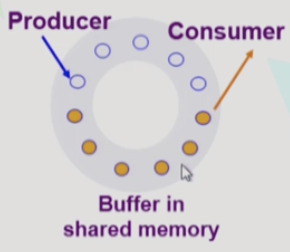 Producer
Consumer
Buffer in
shared memory